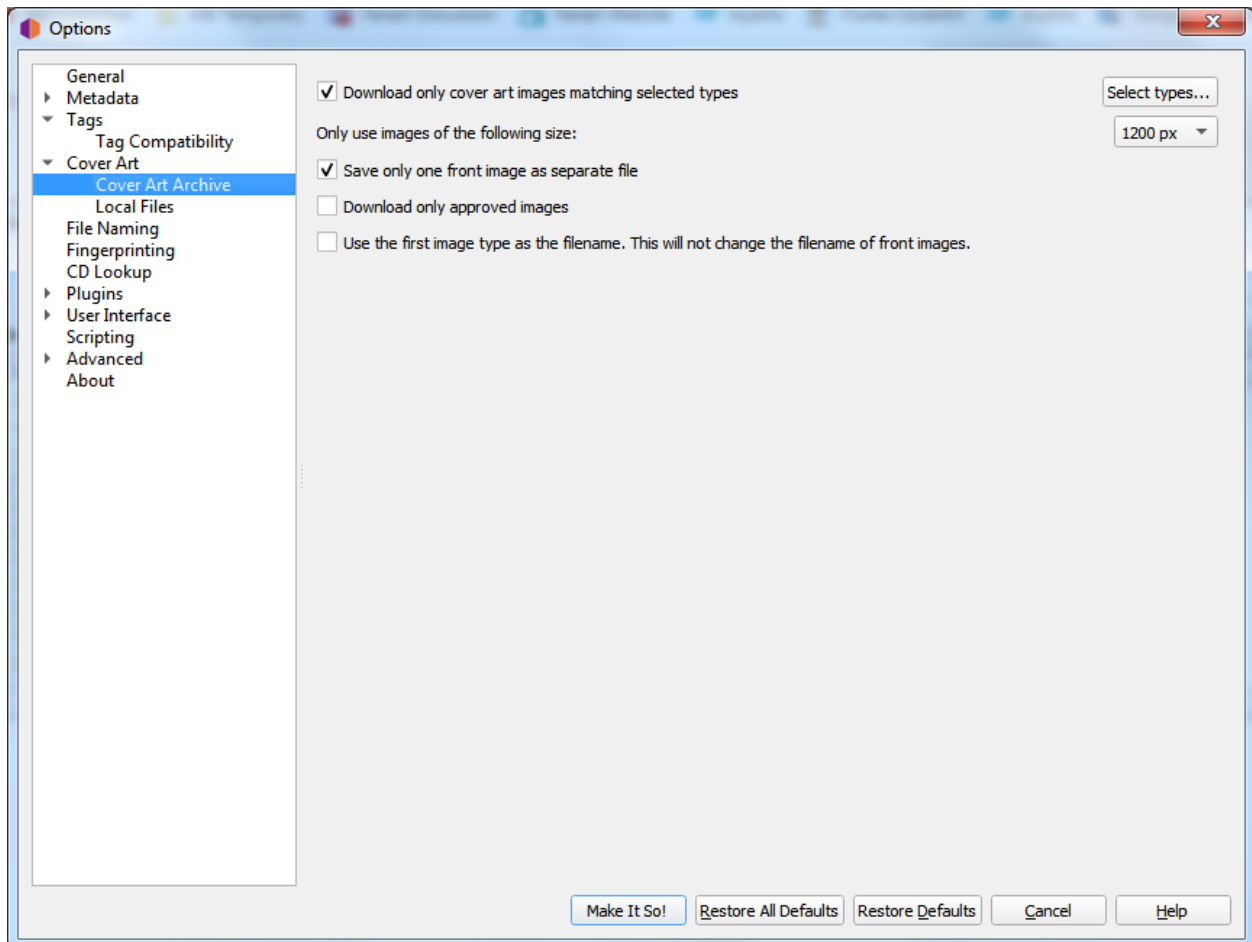 Options
General
Metadata
Tags
Tag Compatibility
Cover Art
Cover Art Archive
Local Files
File Naming
Fingerprinting
CD Lookup
Plugins
User Interface
Scripting
Advanced
About
Download only cover art images matching selected types
Select types...
Only use images of the following size:
1200 px
Save only one front image as separate file
Download only approved images
Use the first image type as the filename. This will not change the filename of front images.
Make It So!
Restore All Defaults
Restore Defaults
Cancel
Help